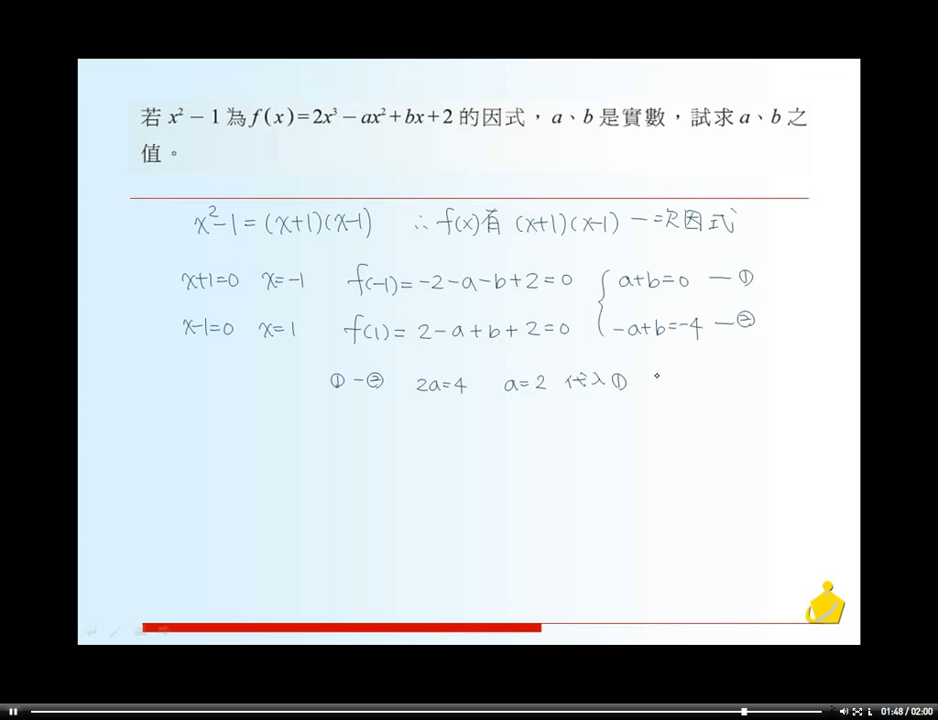 若 x² − 1 為 f(x)=2x³ − ax² + bx + 2 的因式，a、b 是實數，試求 a、b 之
值。
x²-1=(x+1)(x-1) ∴f(x)有 (x+1)(x-1) 一次因式
x+1=0 x=-1 f(-1)=-2-a-b+2=0 a+b=0 —①
x-1=0 x=1 f(1)=2-a+b+2=0 -a+b=-4 —②
①-② 2a=4 a=2 代入①
01:48 / 02:00